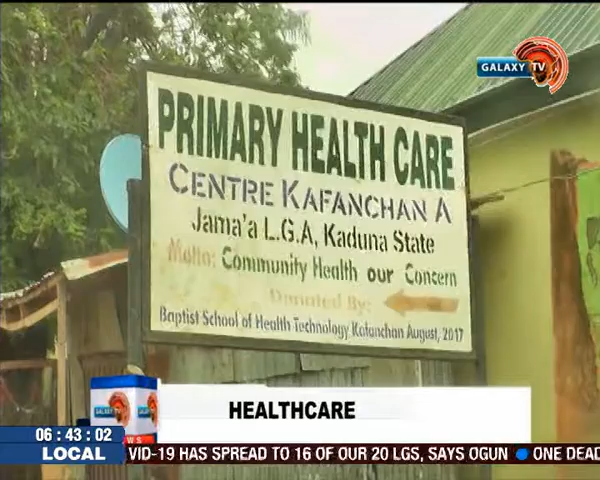 GALAXY TV
PRIMARY HEALTH CARE
CENTRE KAFANCHAN A
JAMA'A L.G.A, KADUNA STATE
Motto: Community Health our Concern
Donated By:
Baptist School of Health Technology Kafanchan August, 2017
GALAXY
HEALTHCARE
06:43:02
WS
LOCAL
VID-19 HAS SPREAD TO 16 OF OUR 20 LGS, SAYS OGUN ● ONE DEAD